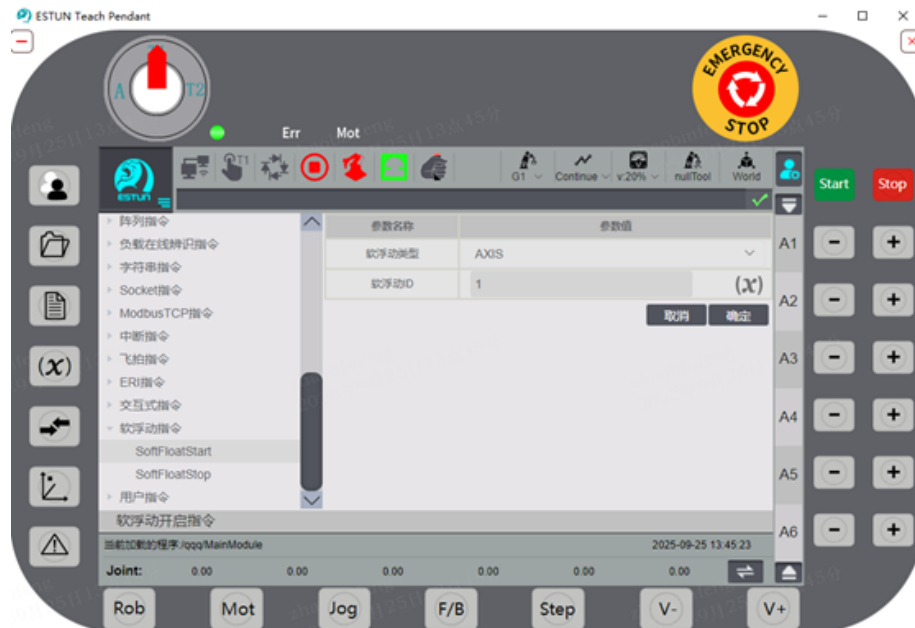 ESTUN Teach Pendant
A T2
EMERGENCY
STOP
Err Mot
T1
G1 Continue v:20% nullTool World
ESTUN
Start Stop
阵列指令
负载在线辨识指令
字符串指令
Socket指令
ModbusTCP指令
中断指令
飞拍指令
ERI指令
交互式指令
软浮动指令
SoftFloatStart
SoftFloatStop
用户指令
参数名称 参数值
软浮动类型 AXIS
软浮动ID 1 (x)
取消 确定
(x)
A1
A2
A3
A4
A5
A6
软浮动开启指令
当前加载的程序:/qqq/MainModule 2025-09-25 13:45:23
Joint: 0.00 0.00 0.00 0.00 0.00 0.00
Rob Mot Jog F/B Step V- V+